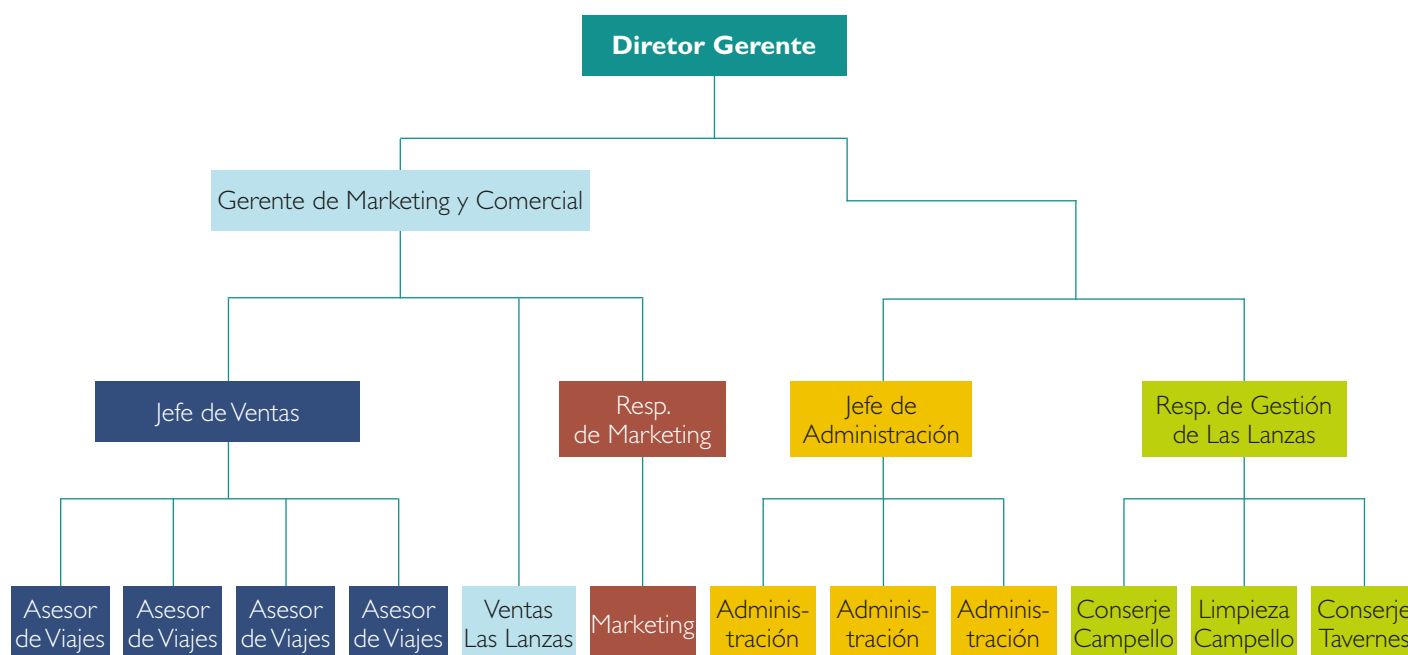 Diretor Gerente
Gerente de Marketing y Comercial
Jefe de Ventas
Resp.
de Marketing
Jefe de
Administración
Resp. de Gestión
de Las Lanzas
Asesor
de Viajes
Asesor
de Viajes
Asesor
de Viajes
Asesor
de Viajes
Ventas
Las Lanzas
Marketing
Adminis-
tración
Adminis-
tración
Adminis-
tración
Conserje
Campello
Limpieza
Campello
Conserje
Tavernes